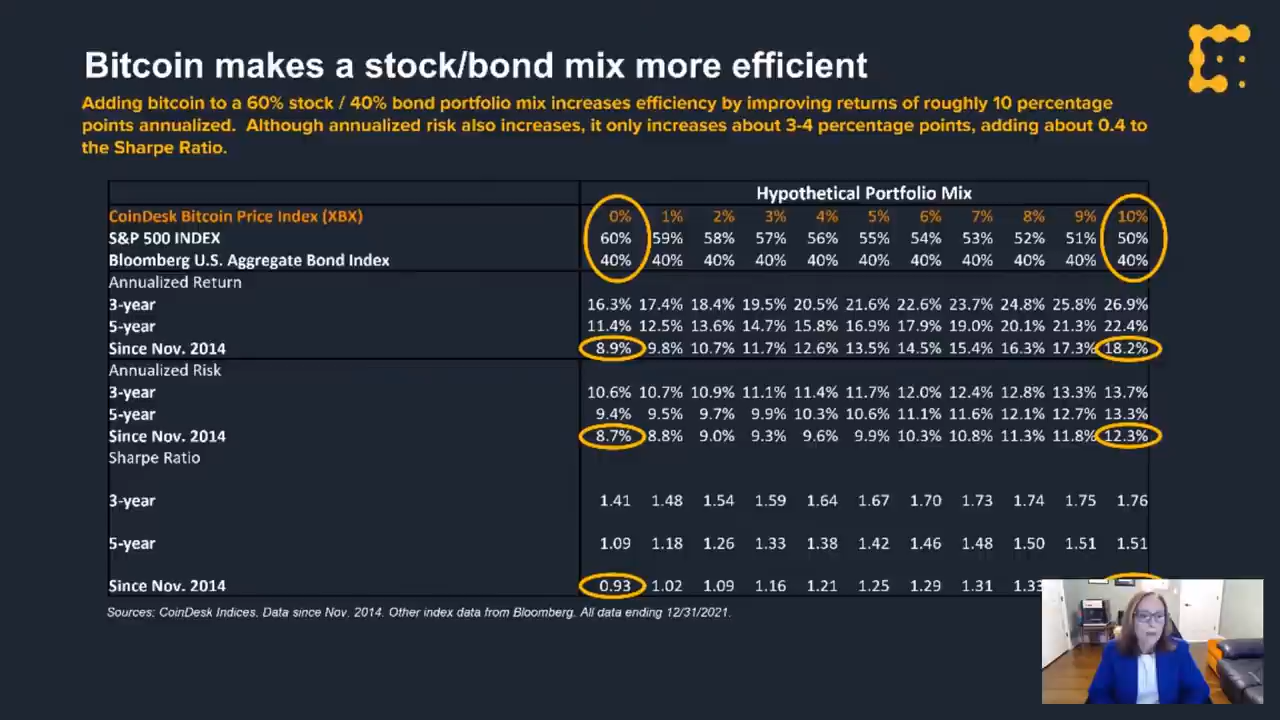 Bitcoin makes a stock/bond mix more efficient
Adding bitcoin to a 60% stock / 40% bond portfolio mix increases efficiency by improving returns of roughly 10 percentage
points annualized. Although annualized risk also increases, it only increases about 3-4 percentage points, adding about 0.4 to
the Sharpe Ratio.
Hypothetical Portfolio Mix
CoinDesk Bitcoin Price Index (XBX) 0% 1% 2% 3% 4% 5% 6% 7% 8% 9% 10%
S&P 500 INDEX 60% 59% 58% 57% 56% 55% 54% 53% 52% 51% 50%
Bloomberg U.S. Aggregate Bond Index 40% 40% 40% 40% 40% 40% 40% 40% 40% 40% 40%
Annualized Return
3-year 16.3% 17.4% 18.4% 19.5% 20.5% 21.6% 22.6% 23.7% 24.8% 25.8% 26.9%
5-year 11.4% 12.5% 13.6% 14.7% 15.8% 16.9% 17.9% 19.0% 20.1% 21.3% 22.4%
Since Nov. 2014 8.9% 9.8% 10.7% 11.7% 12.6% 13.5% 14.5% 15.4% 16.3% 17.3% 18.2%
Annualized Risk
3-year 10.6% 10.7% 10.9% 11.1% 11.4% 11.7% 12.0% 12.4% 12.8% 13.3% 13.7%
5-year 9.4% 9.5% 9.7% 9.9% 10.3% 10.6% 11.1% 11.6% 12.1% 12.7% 13.3%
Since Nov. 2014 8.7% 8.8% 9.0% 9.3% 9.6% 9.9% 10.3% 10.8% 11.3% 11.8% 12.3%
Sharpe Ratio
3-year 1.41 1.48 1.54 1.59 1.64 1.67 1.70 1.73 1.74 1.75 1.76
5-year 1.09 1.18 1.26 1.33 1.38 1.42 1.46 1.48 1.50 1.51 1.51
Since Nov. 2014 0.93 1.02 1.09 1.16 1.21 1.25 1.29 1.31
Sources: CoinDesk Indices. Data since Nov. 2014. Other index data from Bloomberg. All data ending 12/31/2021.